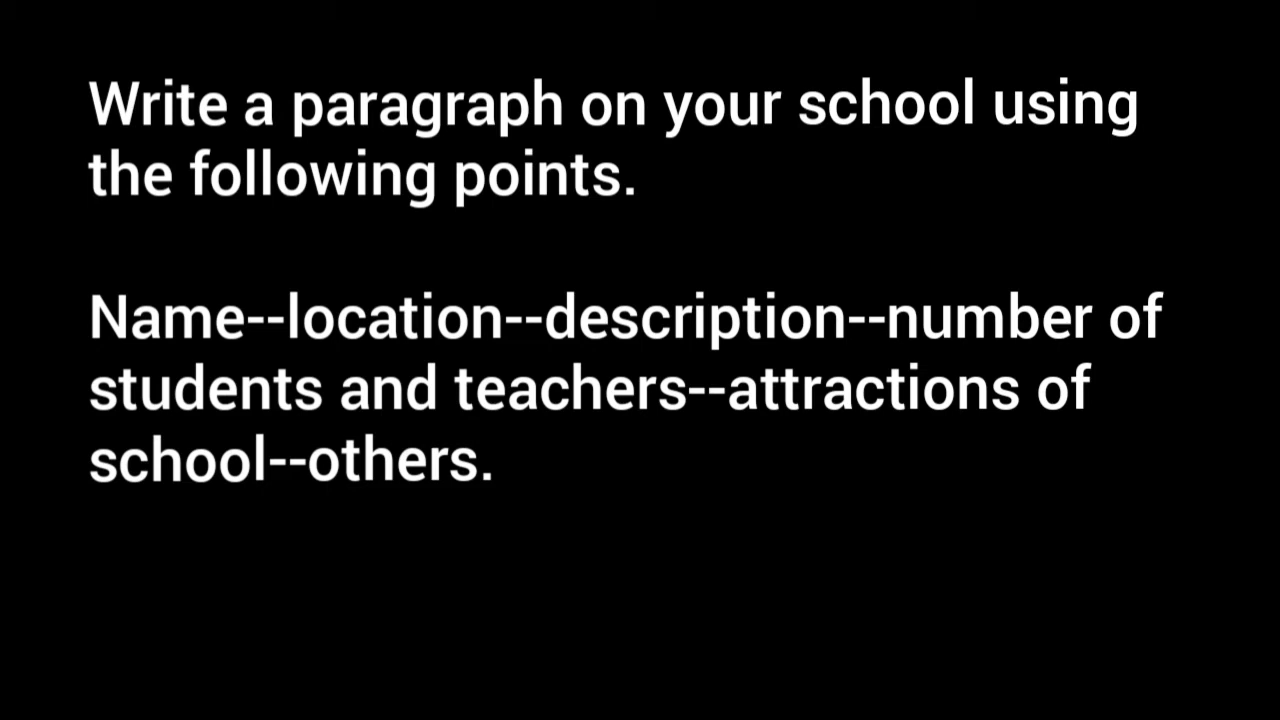 Write a paragraph on your school using
the following points.
Name--location--description--number of
students and teachers--attractions of
school--others.